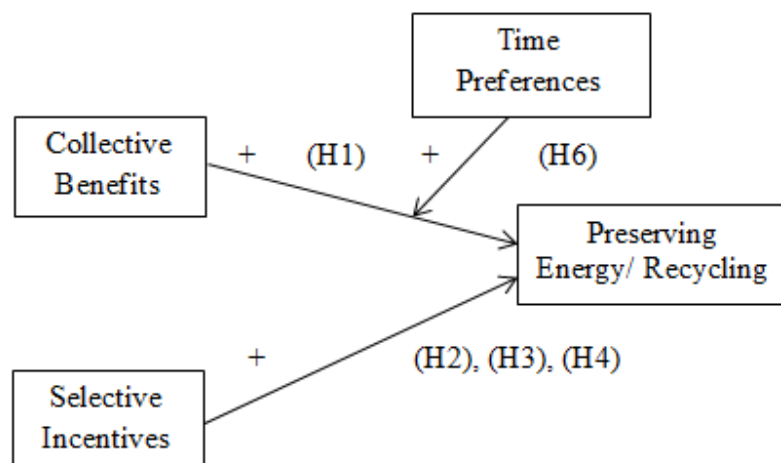 Time
Preferences
Collective
Benefits
+ (H1) + (H6)
Preserving
Energy/ Recycling
+ (H2), (H3), (H4)
Selective
Incentives